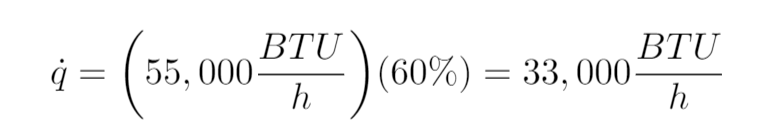 q̇ = (55,000 BTU/h)(60%) = 33,000 BTU/h